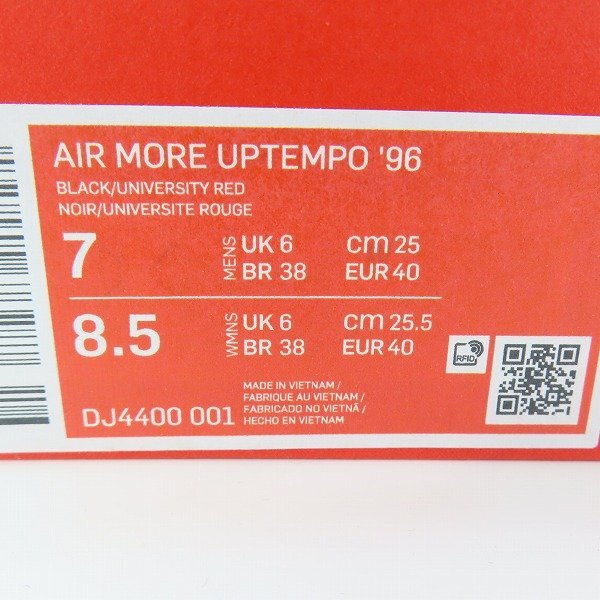 AIR MORE UPTEMPO '96
BLACK/UNIVERSITY RED
NOIR/UNIVERSITE ROUGE
7 MENS UK 6 cm 25
BR 38 EUR 40
8.5 WMNS UK 6 cm 25.5
BR 38 EUR 40
RFID
DJ4400 001
MADE IN VIETNAM /
FABRIQUE AU VIETNAM /
FABRICADO NO VIETNÃ /
HECHO EN VIETNAM